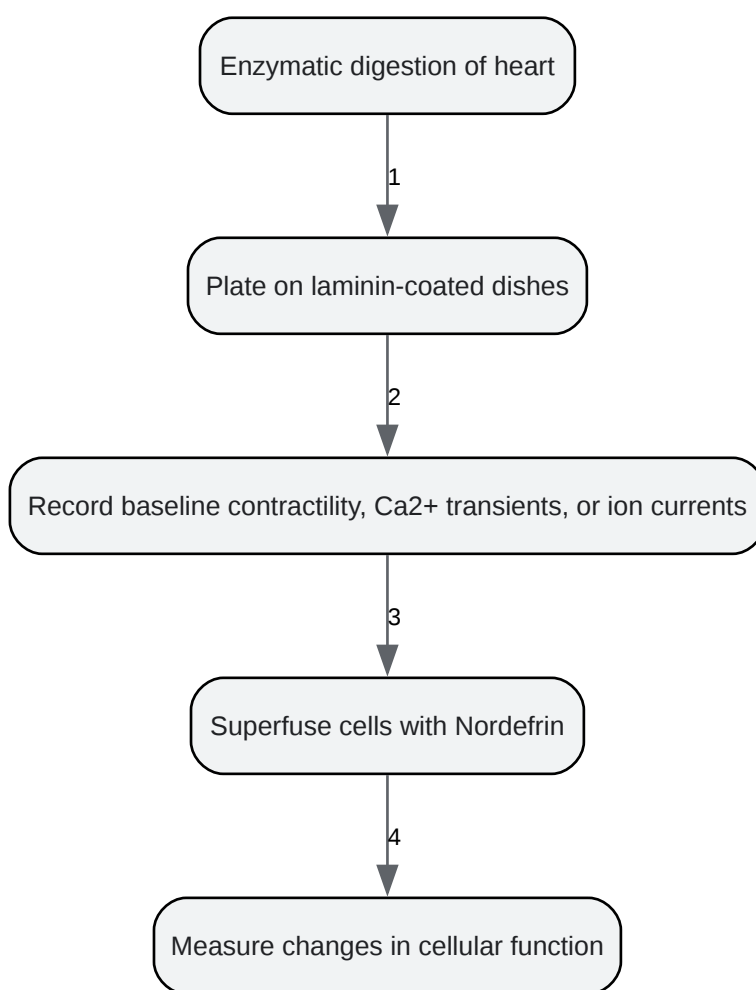 Enzymatic digestion of heart
1
Plate on laminin-coated dishes
2
Record baseline contractility, Ca2+ transients, or ion currents
3
Superfuse cells with Nordefrin
4
Measure changes in cellular function